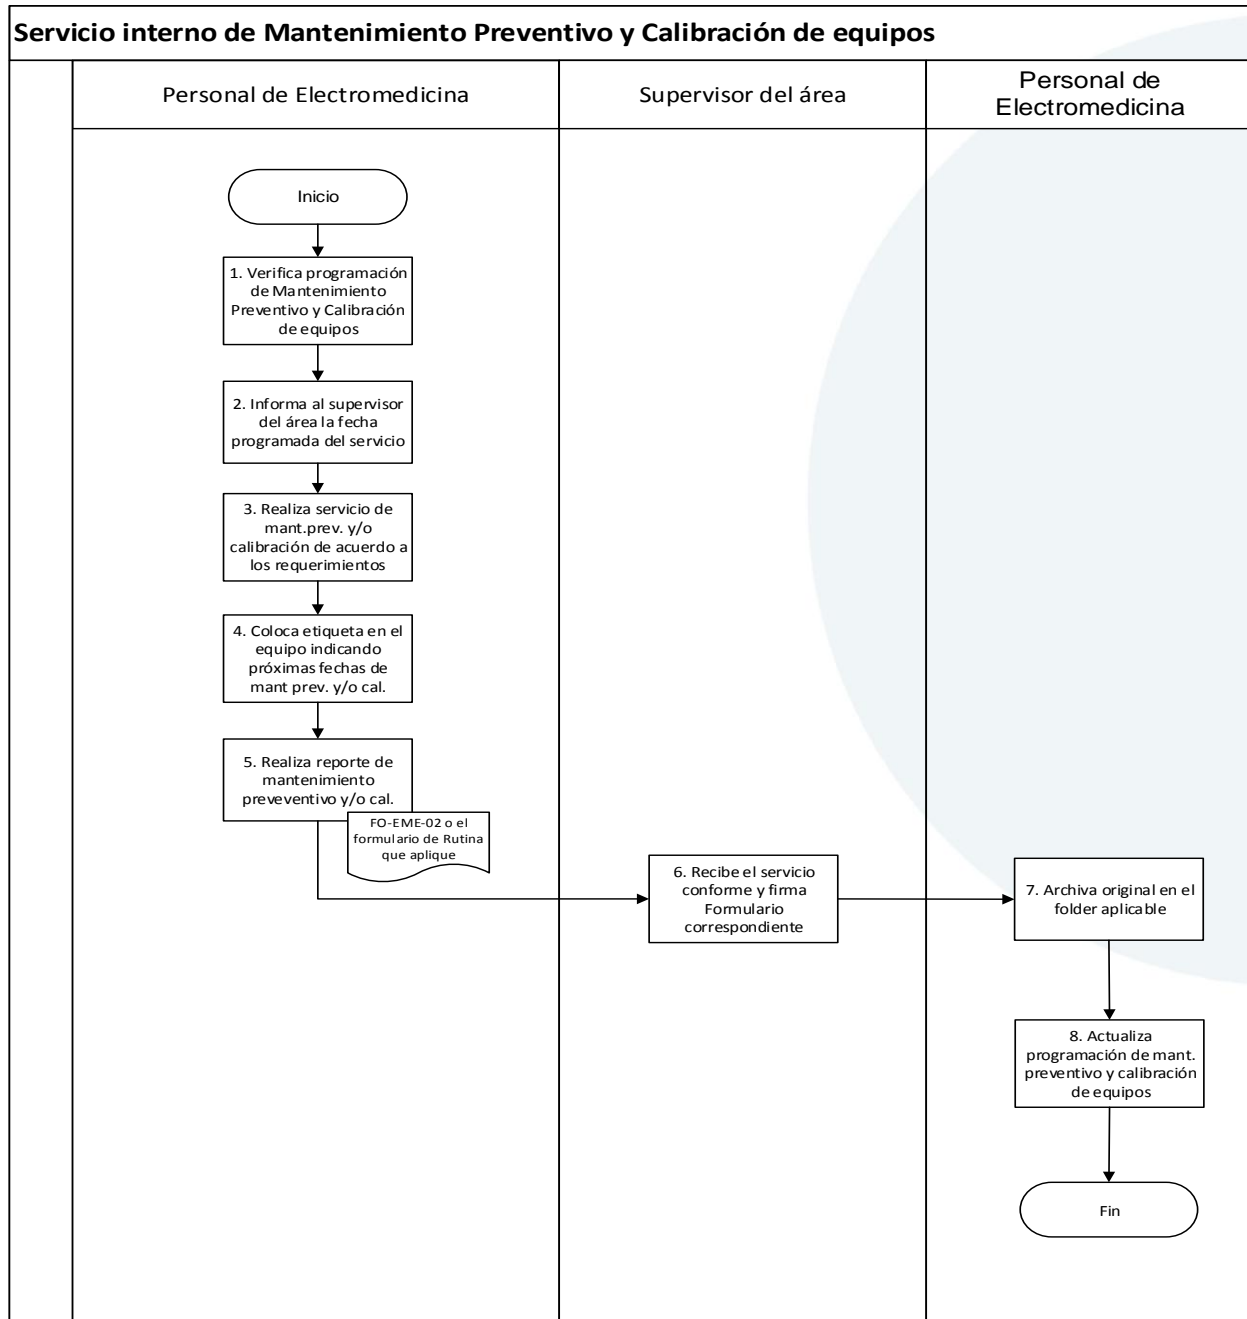 Servicio interno de Mantenimiento Preventivo y Calibración de equipos
Personal de Electromedicina
Supervisor del área
Personal de
Electromedicina
Inicio
1. Verifica programación
de Mantenimiento
Preventivo y Calibración
de equipos
2. Informa al supervisor
del área la fecha
programada del servicio
3. Realiza servicio de
mant.prev. y/o
calibración de acuerdo a
los requerimientos
4. Coloca etiqueta en el
equipo indicando
próximas fechas de
mant prev. y/o cal.
5. Realiza reporte de
mantenimiento
preveventivo y/o cal.
FO-EME-02 o el
formulario de Rutina
que aplique
6. Recibe el servicio
conforme y firma
Formulario
correspondiente
7. Archiva original en el
folder aplicable
8. Actualiza
programación de mant.
preventivo y calibración
de equipos
Fin